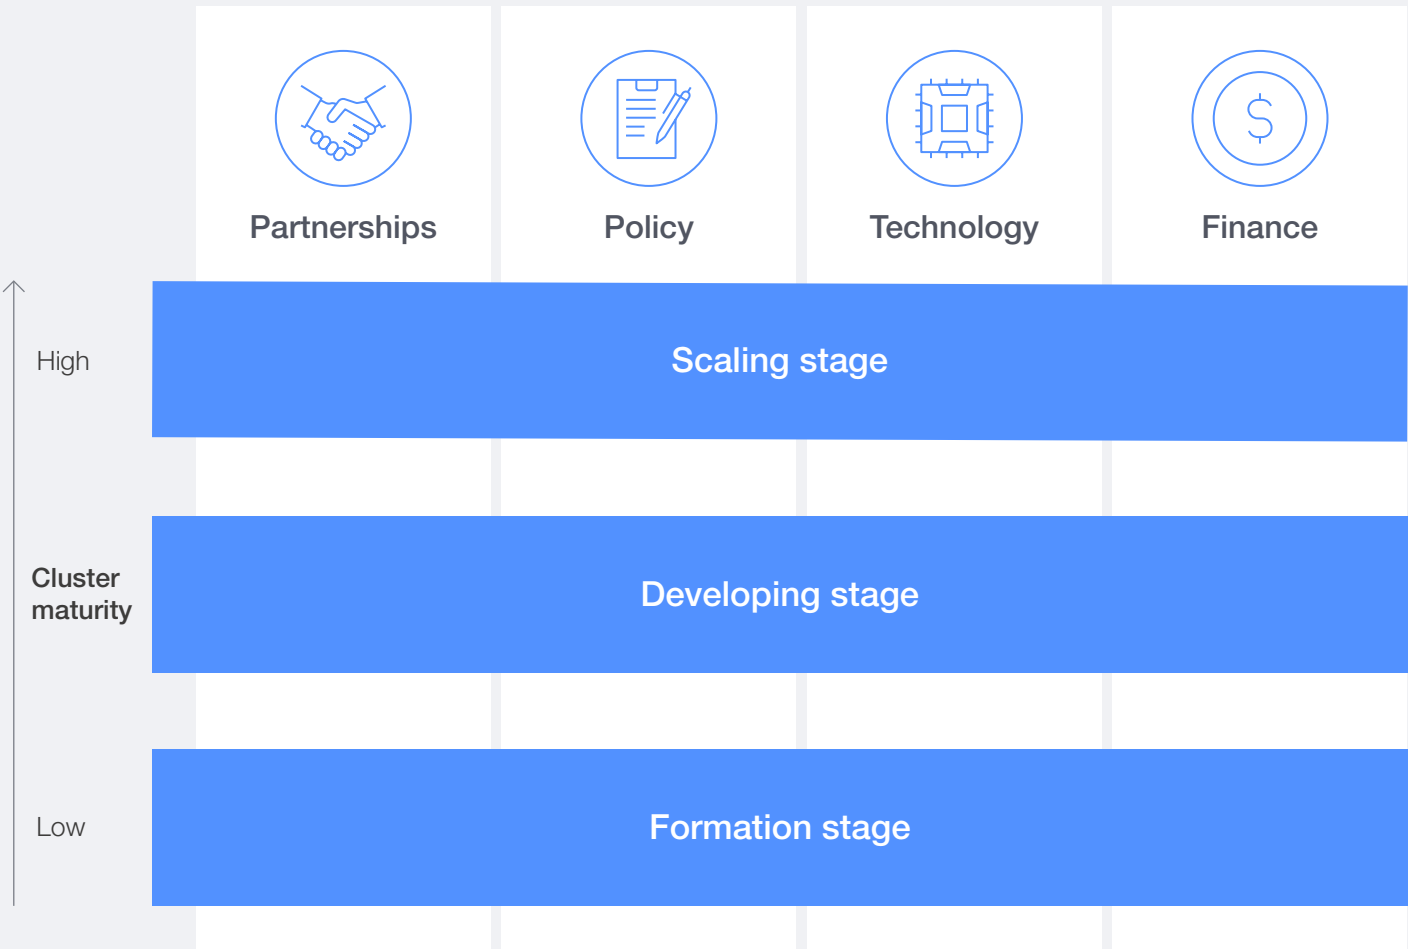 Partnerships
Policy
Technology
Finance
High
Scaling stage
Cluster
maturity
Developing stage
Low
Formation stage